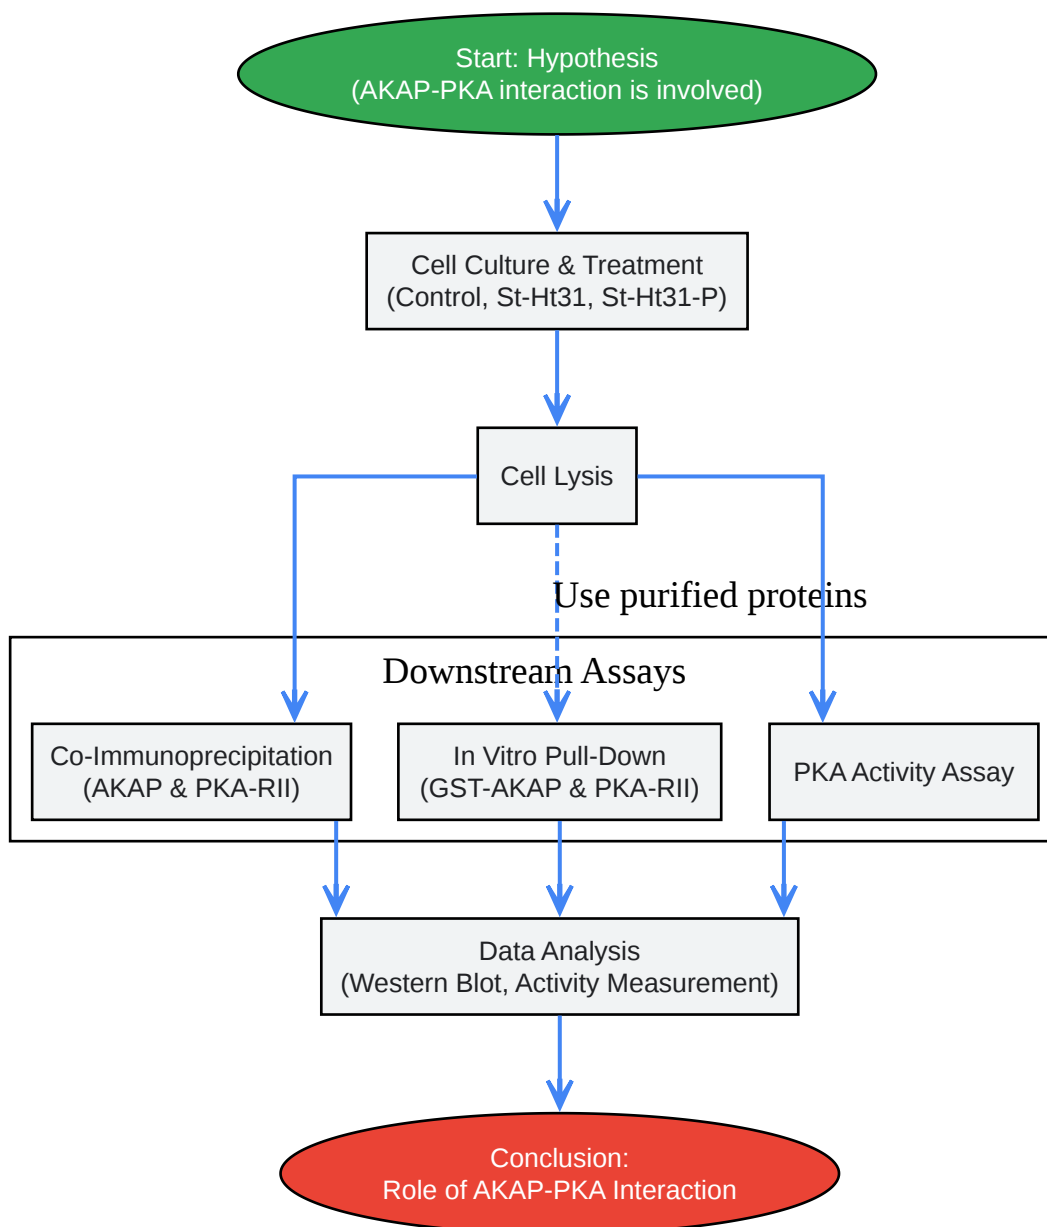 Start: Hypothesis
(AKAP-PKA interaction is involved)
Cell Culture & Treatment
(Control, St-Ht31, St-Ht31-P)
Cell Lysis
Use purified proteins
Downstream Assays
Co-Immunoprecipitation
(AKAP & PKA-RII)
In Vitro Pull-Down
(GST-AKAP & PKA-RII)
PKA Activity Assay
Data Analysis
(Western Blot, Activity Measurement)
Conclusion:
Role of AKAP-PKA Interaction